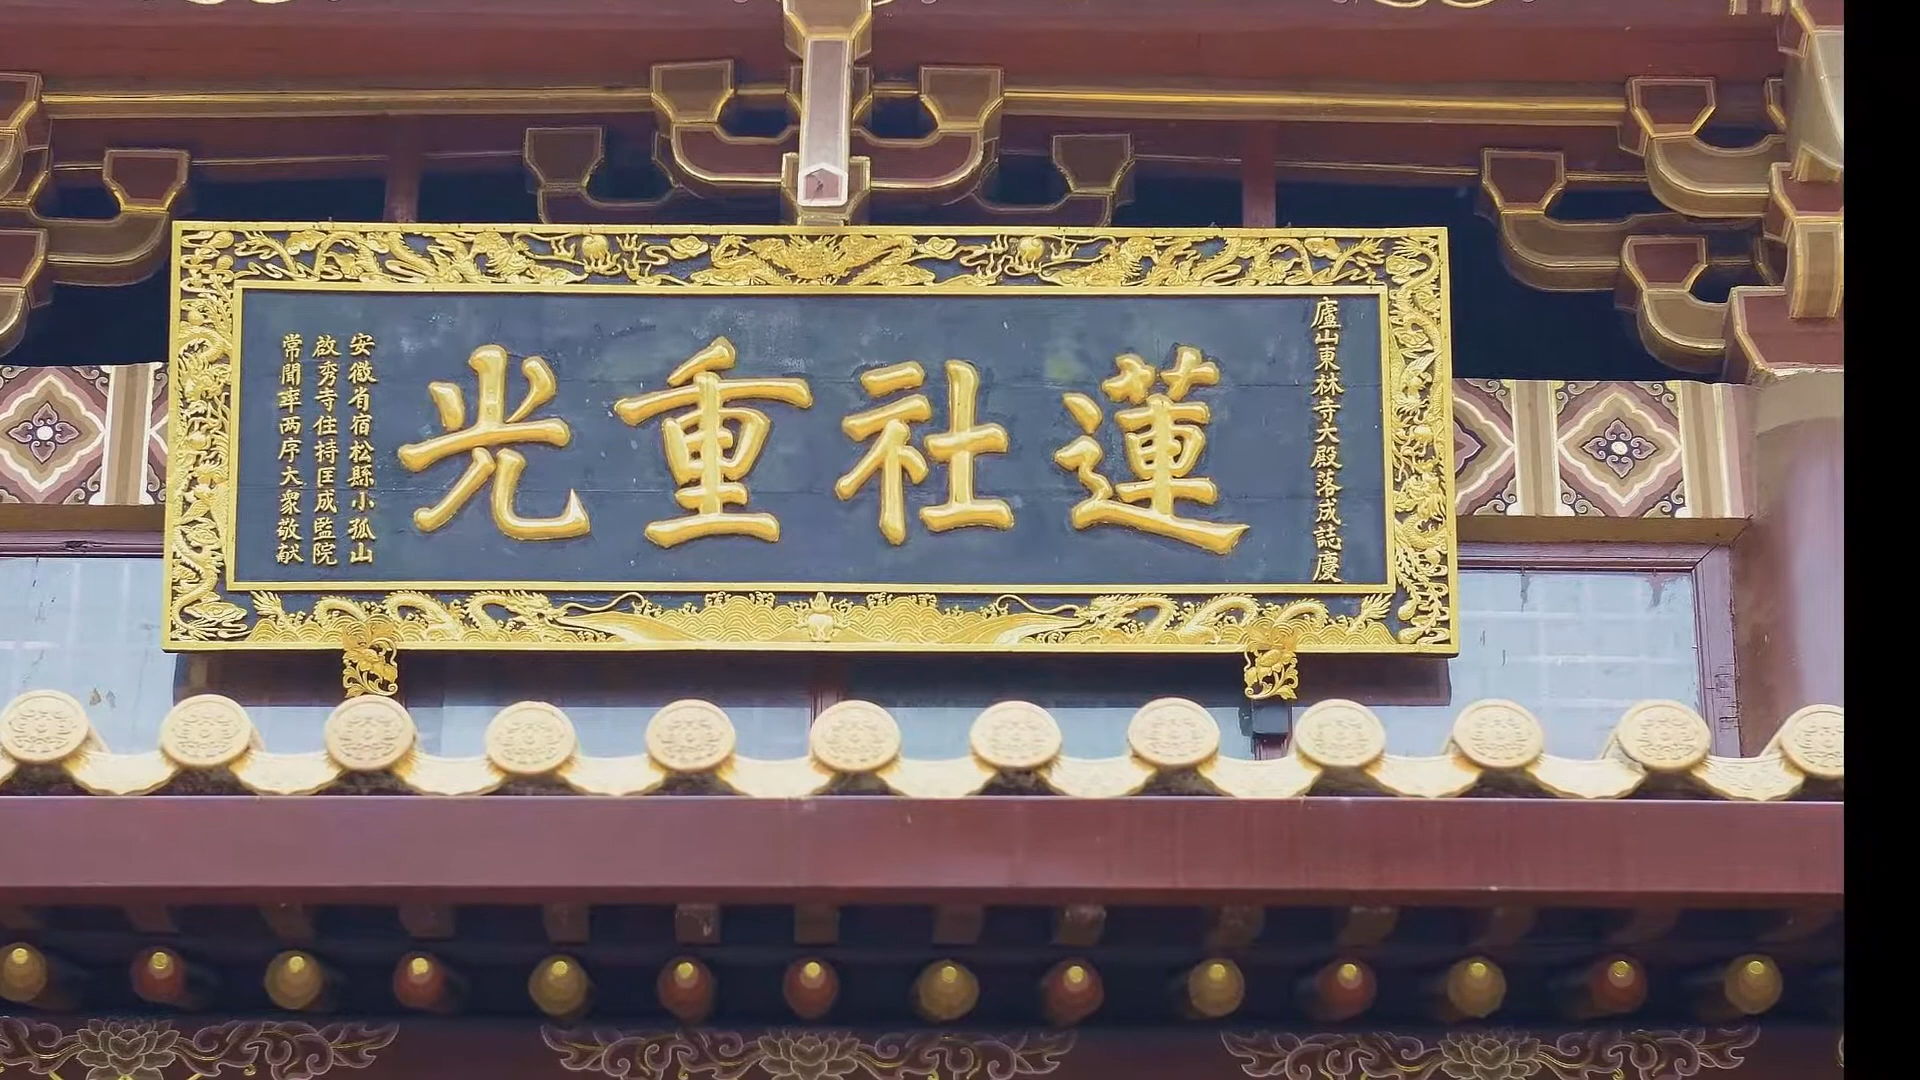 廬山東林寺大殿落成誌慶
蓮社重光
安徽省宿松縣小孤山
啟秀寺住持匡成監院
常聞率两序大衆敬献